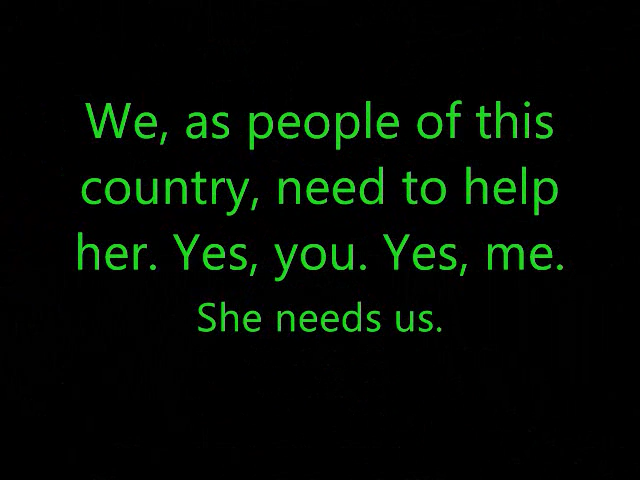 We, as people of this
country, need to help
her. Yes, you. Yes, me.
She needs us.